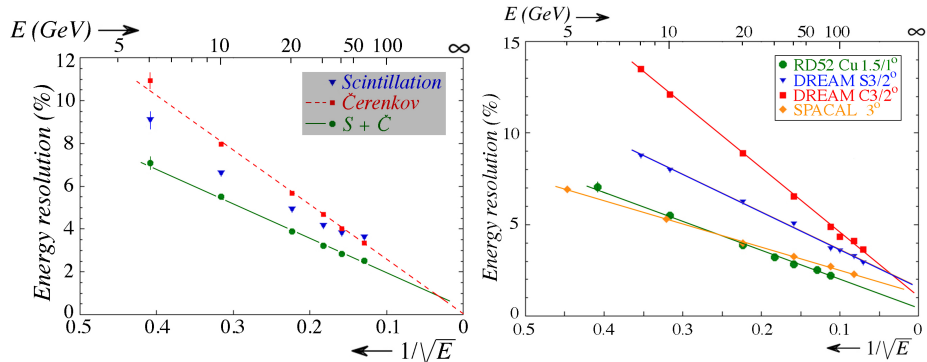 E (GeV)
5 10 20 50 100 ∞
Energy resolution (%)
12
10
8
6
4
2
0
Scintillation
Čerenkov
S + Č
0.5 0.4 0.3 0.2 0.1 0
1/√E
E (GeV)
5 10 20 50 100 ∞
Energy resolution (%)
15
10
5
0
RD52 Cu 1.5/1°
DREAM S3/2°
DREAM C3/2°
SPACAL 3°
0.5 0.4 0.3 0.2 0.1 0
1/√E